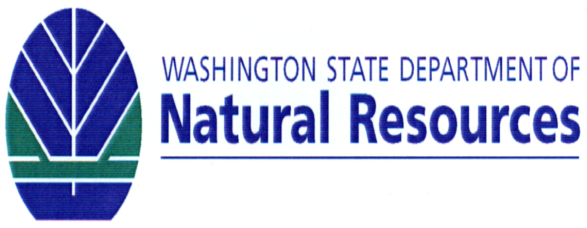 WASHINGTON STATE DEPARTMENT OF
Natural Resources